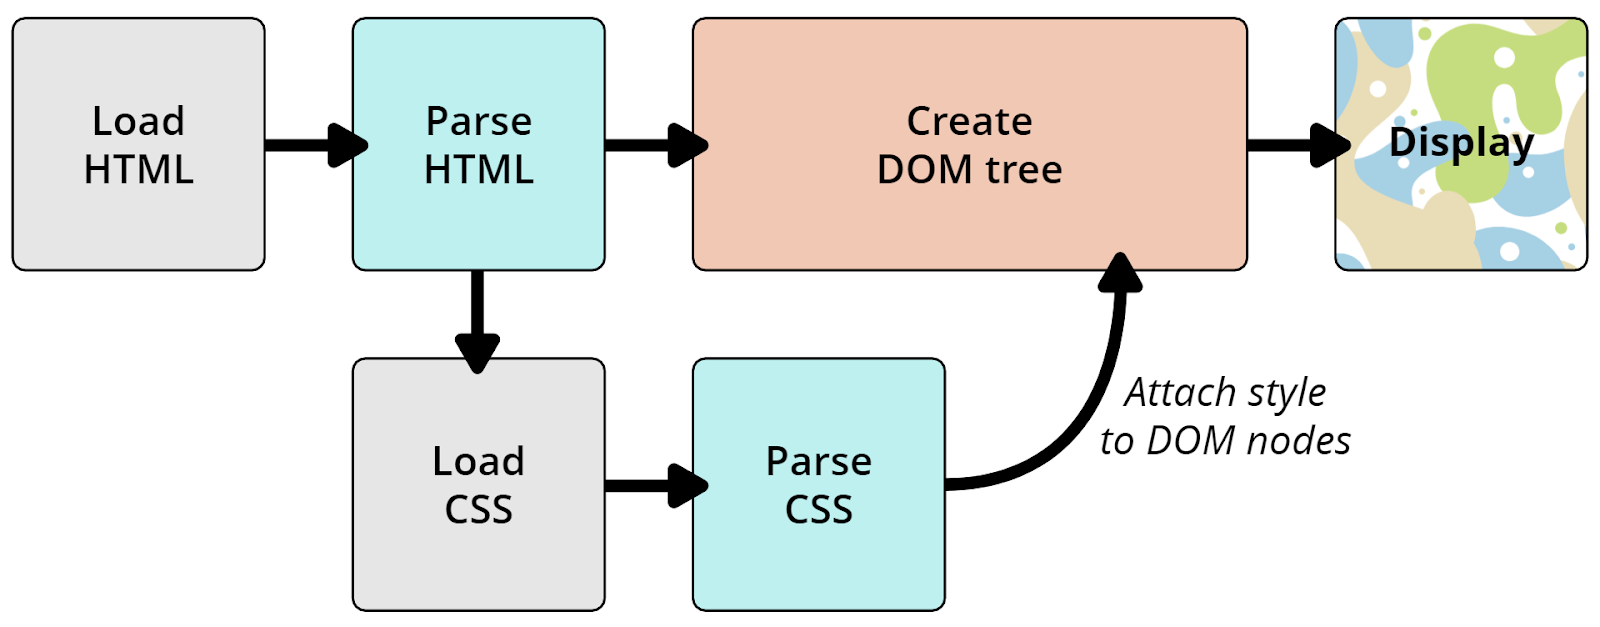 Load
HTML
Parse
HTML
Create
DOM tree
Display
Load
CSS
Parse
CSS
Attach style
to DOM nodes